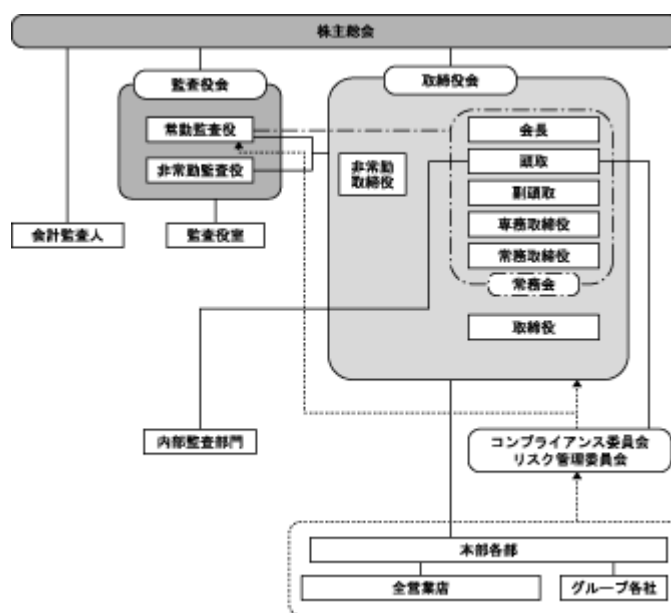 株主総会
監査役会
取締役会
常勤監査役
会長
非常勤監査役
非常勤
取締役
頭取
副頭取
会計監査人
監査役室
専務取締役
常務取締役
常務会
取締役
内部監査部門
コンプライアンス委員会
リスク管理委員会
本部各部
全営業店
グループ各社